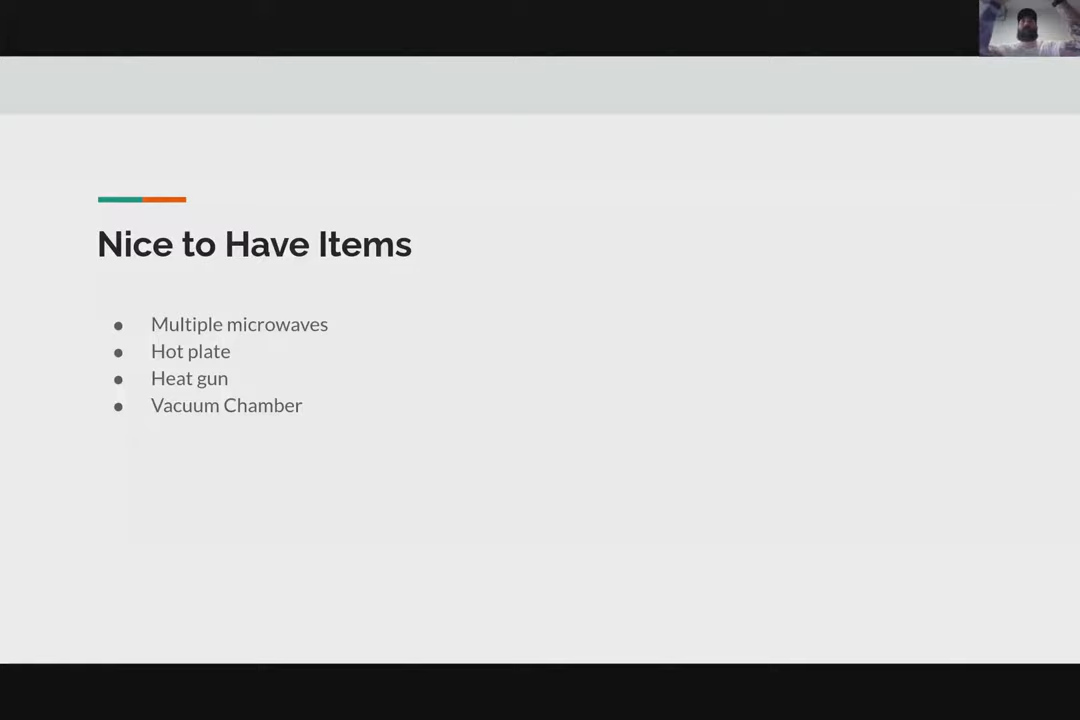 Nice to Have Items
● Multiple microwaves
● Hot plate
● Heat gun
● Vacuum Chamber